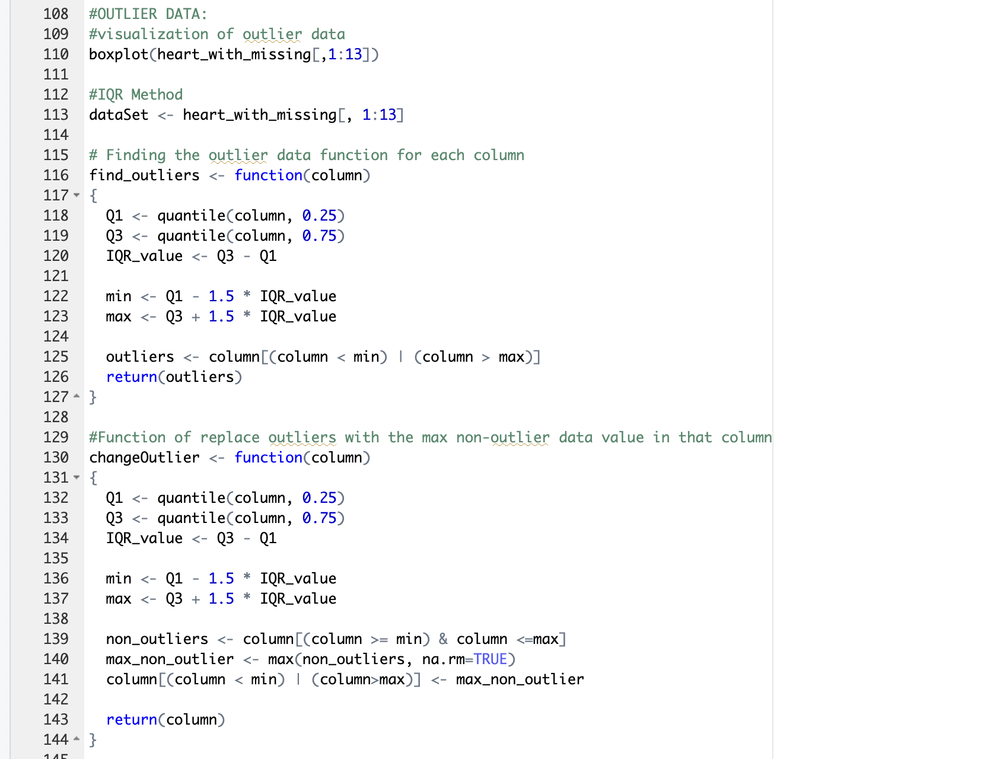 108 #OUTLIER DATA:
109 #visualization of outlier data
110 boxplot(heart_with_missing[,1:13])
111
112 #IQR Method
113 dataSet <- heart_with_missing[, 1:13]
114
115 # Finding the outlier data function for each column
116 find_outliers <- function(column)
117 {
118   Q1 <- quantile(column, 0.25)
119   Q3 <- quantile(column, 0.75)
120   IQR_value <- Q3 - Q1
121
122   min <- Q1 - 1.5 * IQR_value
123   max <- Q3 + 1.5 * IQR_value
124
125   outliers <- column[(column < min) | (column > max)]
126   return(outliers)
127 }
128
129 #Function of replace outliers with the max non-outlier data value in that column
130 changeOutlier <- function(column)
131 {
132   Q1 <- quantile(column, 0.25)
133   Q3 <- quantile(column, 0.75)
134   IQR_value <- Q3 - Q1
135
136   min <- Q1 - 1.5 * IQR_value
137   max <- Q3 + 1.5 * IQR_value
138
139   non_outliers <- column[(column >= min) & column <=max]
140   max_non_outlier <- max(non_outliers, na.rm=TRUE)
141   column[(column < min) | (column>max)] <- max_non_outlier
142
143   return(column)
144 }
145